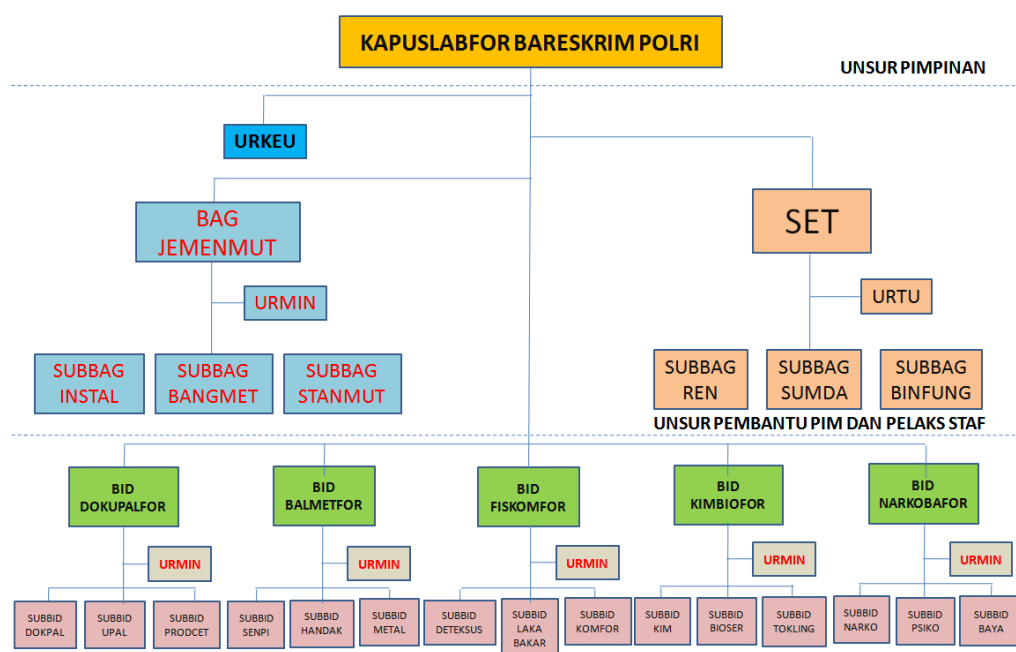 KAPUSLABFOR BARESKRIM POLRI
UNSUR PIMPINAN
URKEU
BAG
JEMENMUT
SET
URMIN
URTU
SUBBAG
INSTAL
SUBBAG
BANGMET
SUBBAG
STANMUT
SUBBAG
REN
SUBBAG
SUMDA
SUBBAG
BINFUNG
UNSUR PEMBANTU PIM DAN PELAKS STAF
BID
DOKUPALFOR
BID
BALMETFOR
BID
FISKOMFOR
BID
KIMBIOFOR
BID
NARKOBAFOR
URMIN
URMIN
URMIN
URMIN
URMIN
SUBBID
DOKPAL
SUBBID
UPAL
SUBBID
PRODCET
SUBBID
SENPI
SUBBID
HANDAK
SUBBID
METAL
SUBBID
DETEKSUS
SUBBID
LAKA
BAKAR
SUBBID
KOMFOR
SUBBID
KIM
SUBBID
BIOSER
SUBBID
TOKLING
SUBBID
NARKO
SUBBID
PSIKO
SUBBID
BAYA